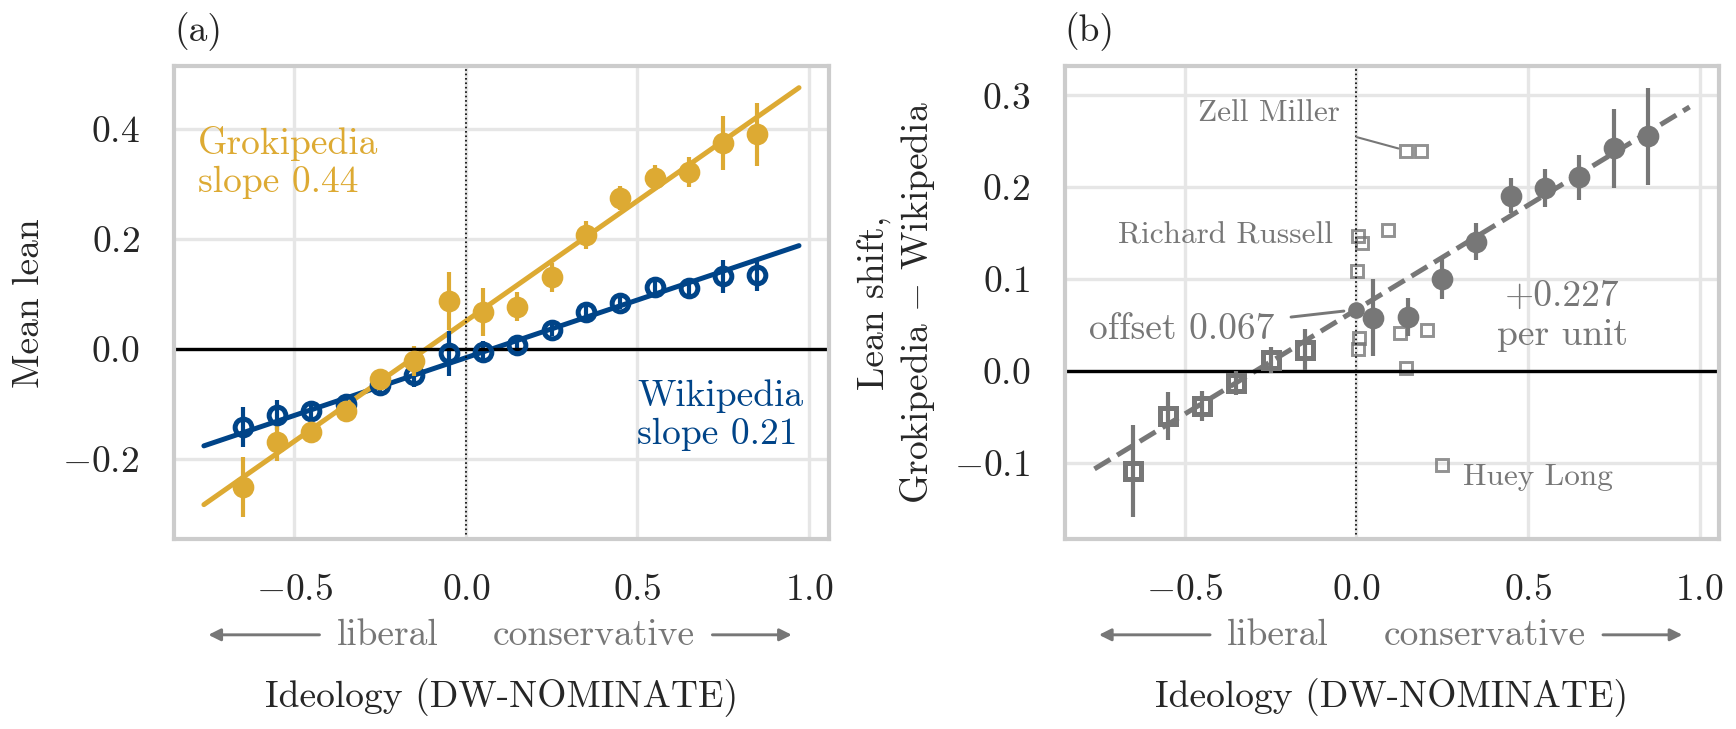 (a)
Mean lean
0.4
0.2
0.0
−0.2
Grokipedia
slope 0.44
Wikipedia
slope 0.21
−0.5
0.0
0.5
1.0
liberal
conservative
Ideology (DW-NOMINATE)
(b)
Lean shift,
Grokipedia − Wikipedia
0.3
0.2
0.1
0.0
−0.1
Zell Miller
Richard Russell
offset 0.067
+0.227
per unit
Huey Long
−0.5
0.0
0.5
1.0
liberal
conservative
Ideology (DW-NOMINATE)